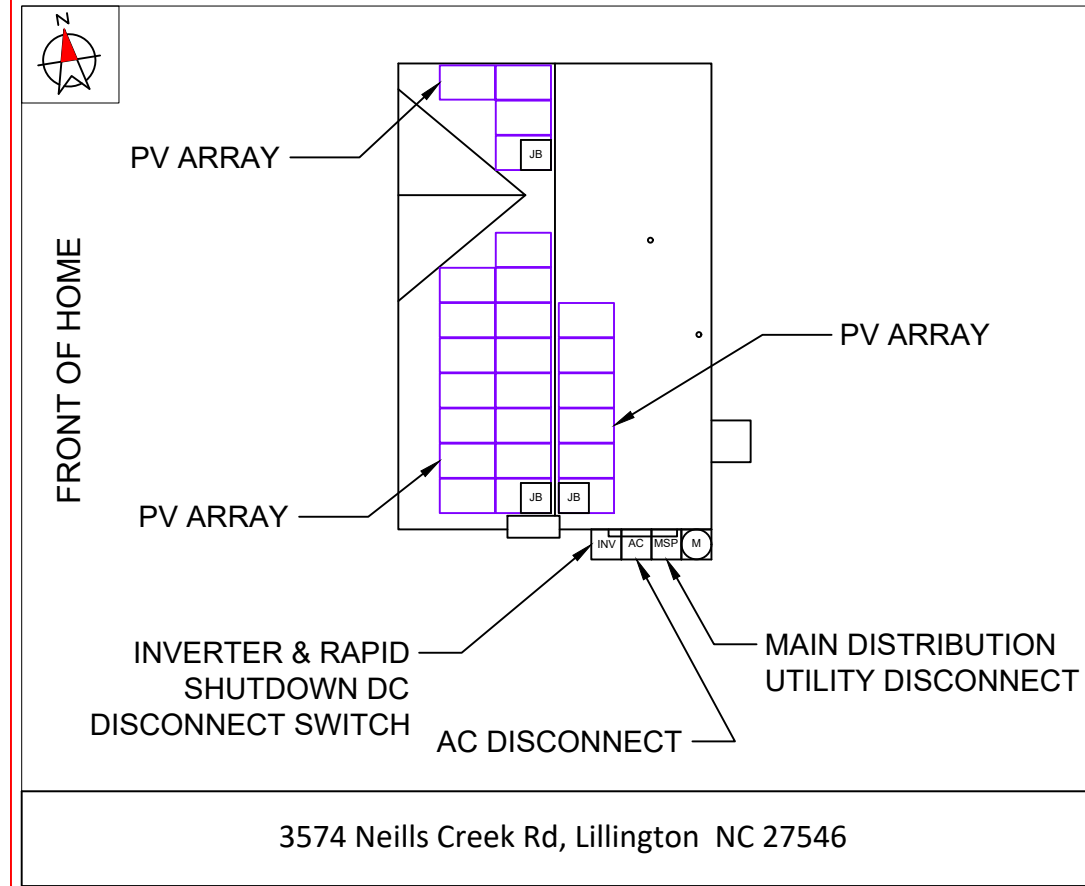 N
PV ARRAY
JB
FRONT OF HOME
PV ARRAY
PV ARRAY
JB
JB
INV
AC
MSP
M
INVERTER & RAPID
SHUTDOWN DC
DISCONNECT SWITCH
AC DISCONNECT
MAIN DISTRIBUTION
UTILITY DISCONNECT
3574 Neills Creek Rd, Lillington  NC 27546